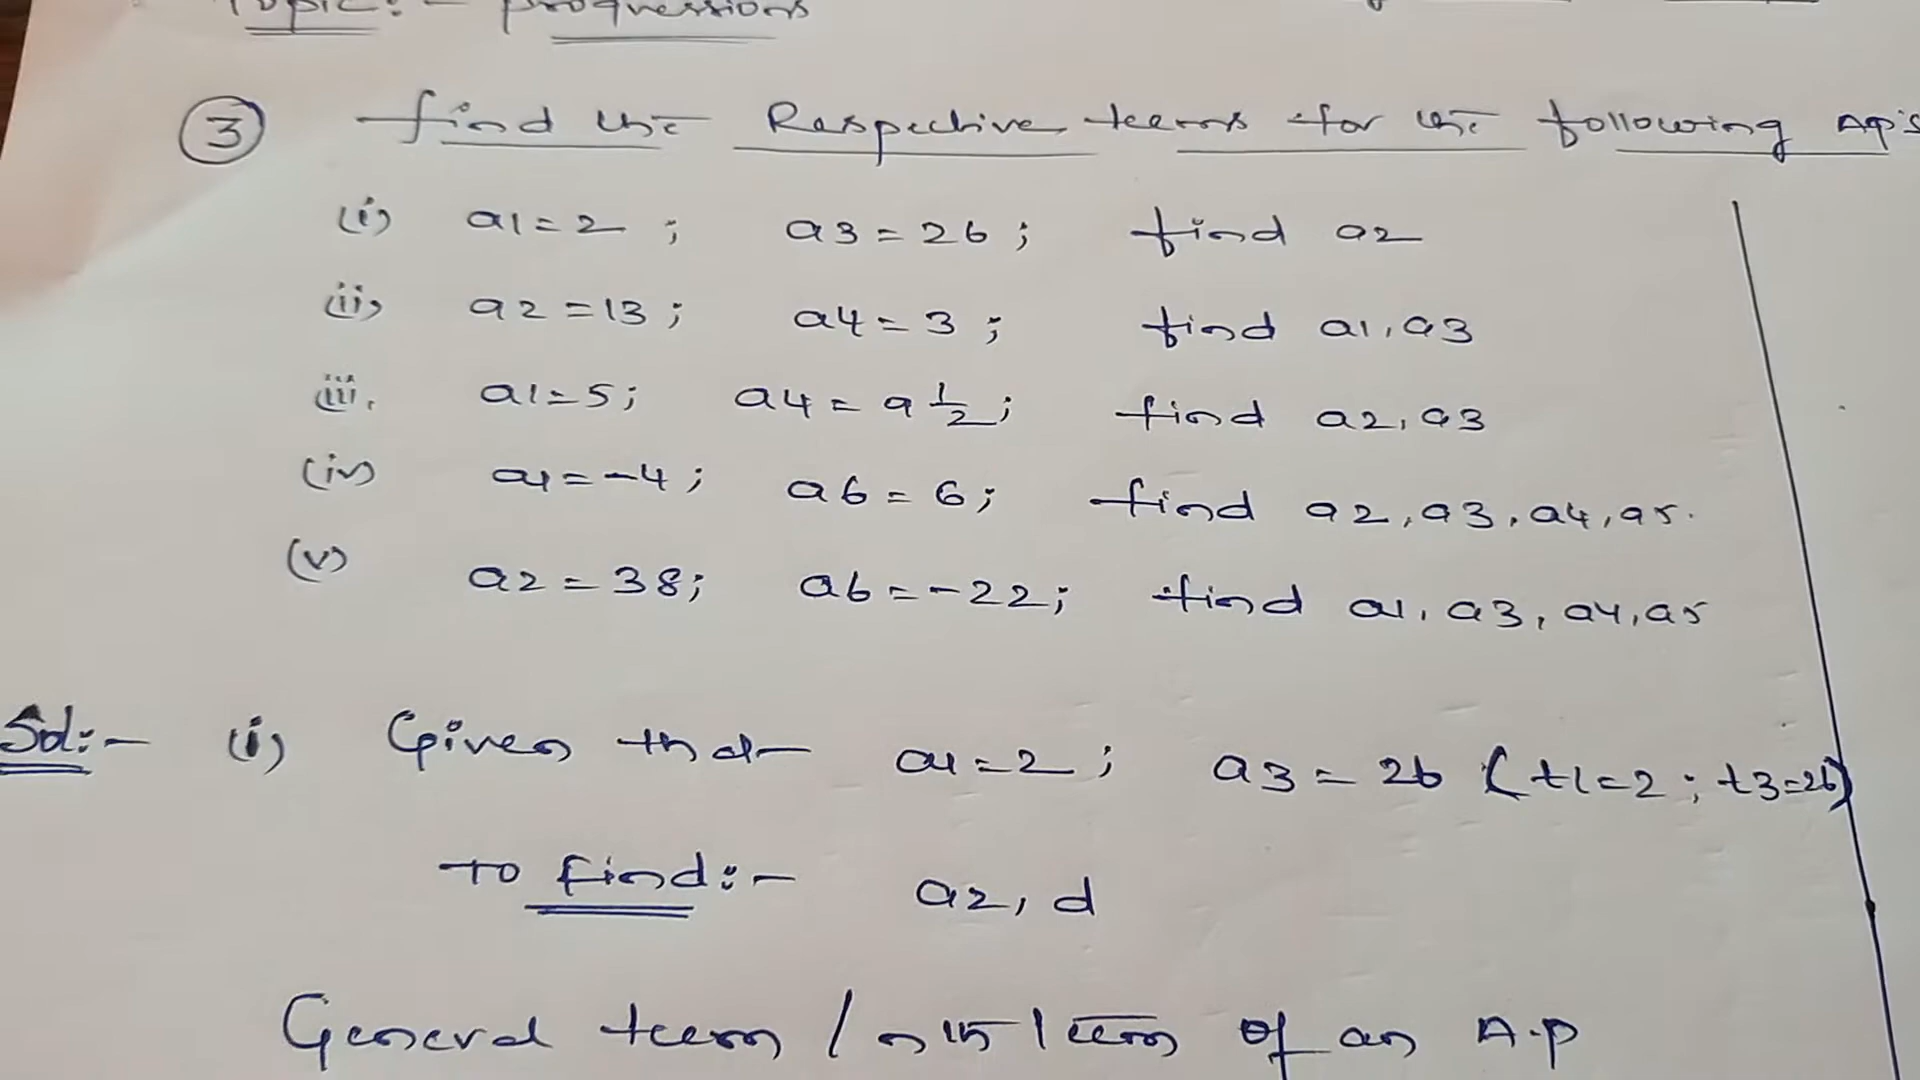 Topic:- progressions
③ find the Respective terms for the following AP's
(i) a1=2 ; a3=26 ; find a2
(ii) a2=13 ; a4=3 ; find a1, a3
iii. a1=5; a4=9 1/2; find a2, a3
(iv) a1=-4; a6=6; find a2, a3, a4, a5.
(v) a2=38; a6=-22; find a1, a3, a4, a5
Sol:- (i) Given that a1=2; a3=26 (t1=2; t3=26)
To find:- a2, d
General term / nth term of an A.P